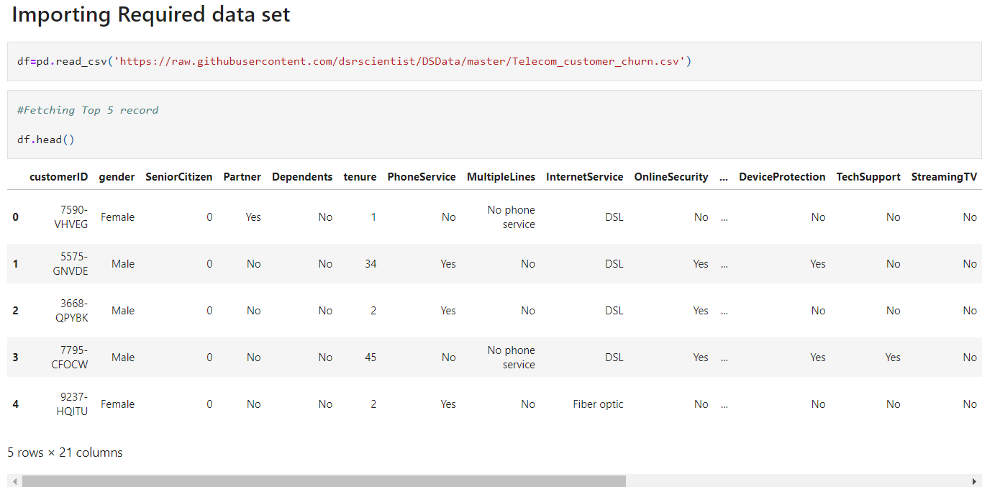 Importing Required data set
df=pd.read_csv('https://raw.githubusercontent.com/dsrscientist/DSData/master/Telecom_customer_churn.csv')
#Fetching Top 5 record
df.head()
customerID gender SeniorCitizen Partner Dependents tenure PhoneService MultipleLines InternetService OnlineSecurity ... DeviceProtection TechSupport StreamingTV
0 7590-VHVEG Female 0 Yes No 1 No No phone service DSL No ... No No No
1 5575-GNVDE Male 0 No No 34 Yes No DSL Yes ... Yes No No
2 3668-QPYBK Male 0 No No 2 Yes No DSL Yes ... No No No
3 7795-CFOCW Male 0 No No 45 No No phone service DSL Yes ... Yes Yes No
4 9237-HQITU Female 0 No No 2 Yes No Fiber optic No ... No No No
5 rows × 21 columns